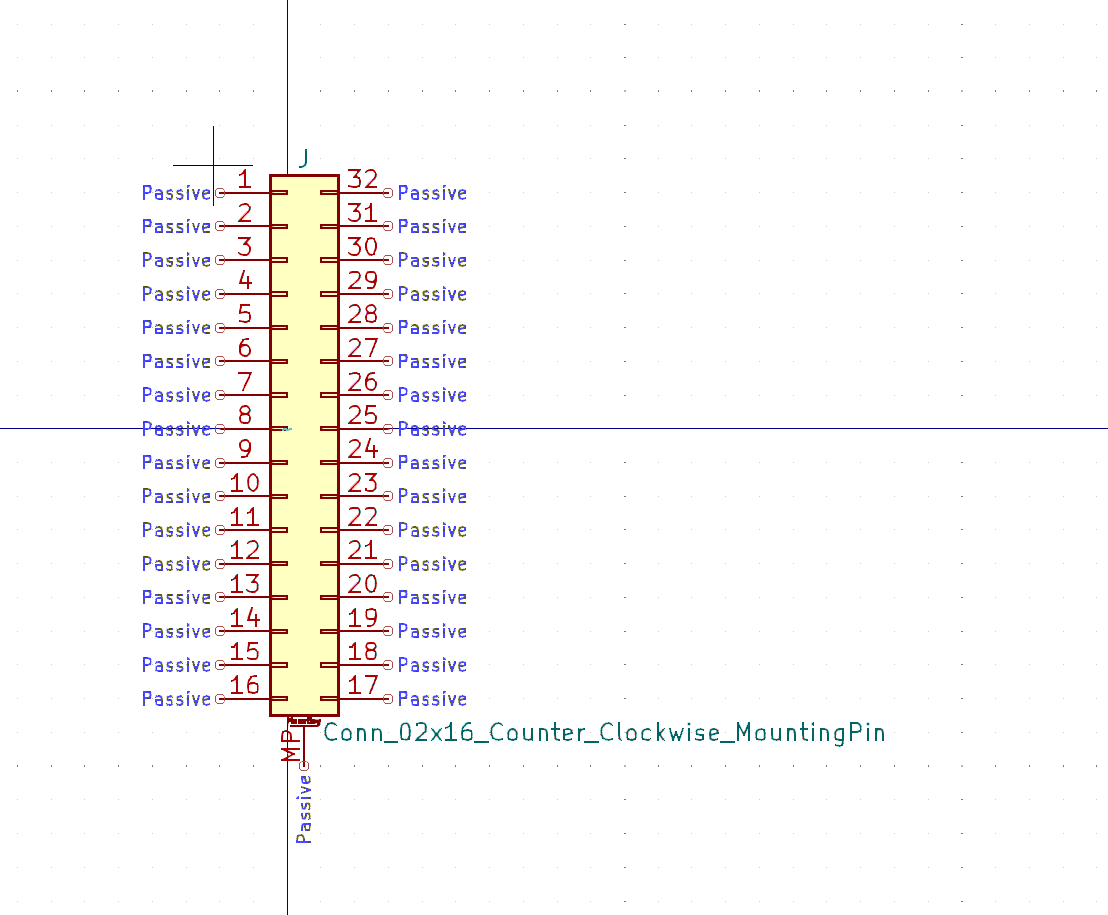 J
Passive 1 32 Passive
Passive 2 31 Passive
Passive 3 30 Passive
Passive 4 29 Passive
Passive 5 28 Passive
Passive 6 27 Passive
Passive 7 26 Passive
Passive 8 25 Passive
Passive 9 24 Passive
Passive 10 23 Passive
Passive 11 22 Passive
Passive 12 21 Passive
Passive 13 20 Passive
Passive 14 19 Passive
Passive 15 18 Passive
Passive 16 17 Passive
Conn_02x16_Counter_Clockwise_MountingPin
MP
Passive